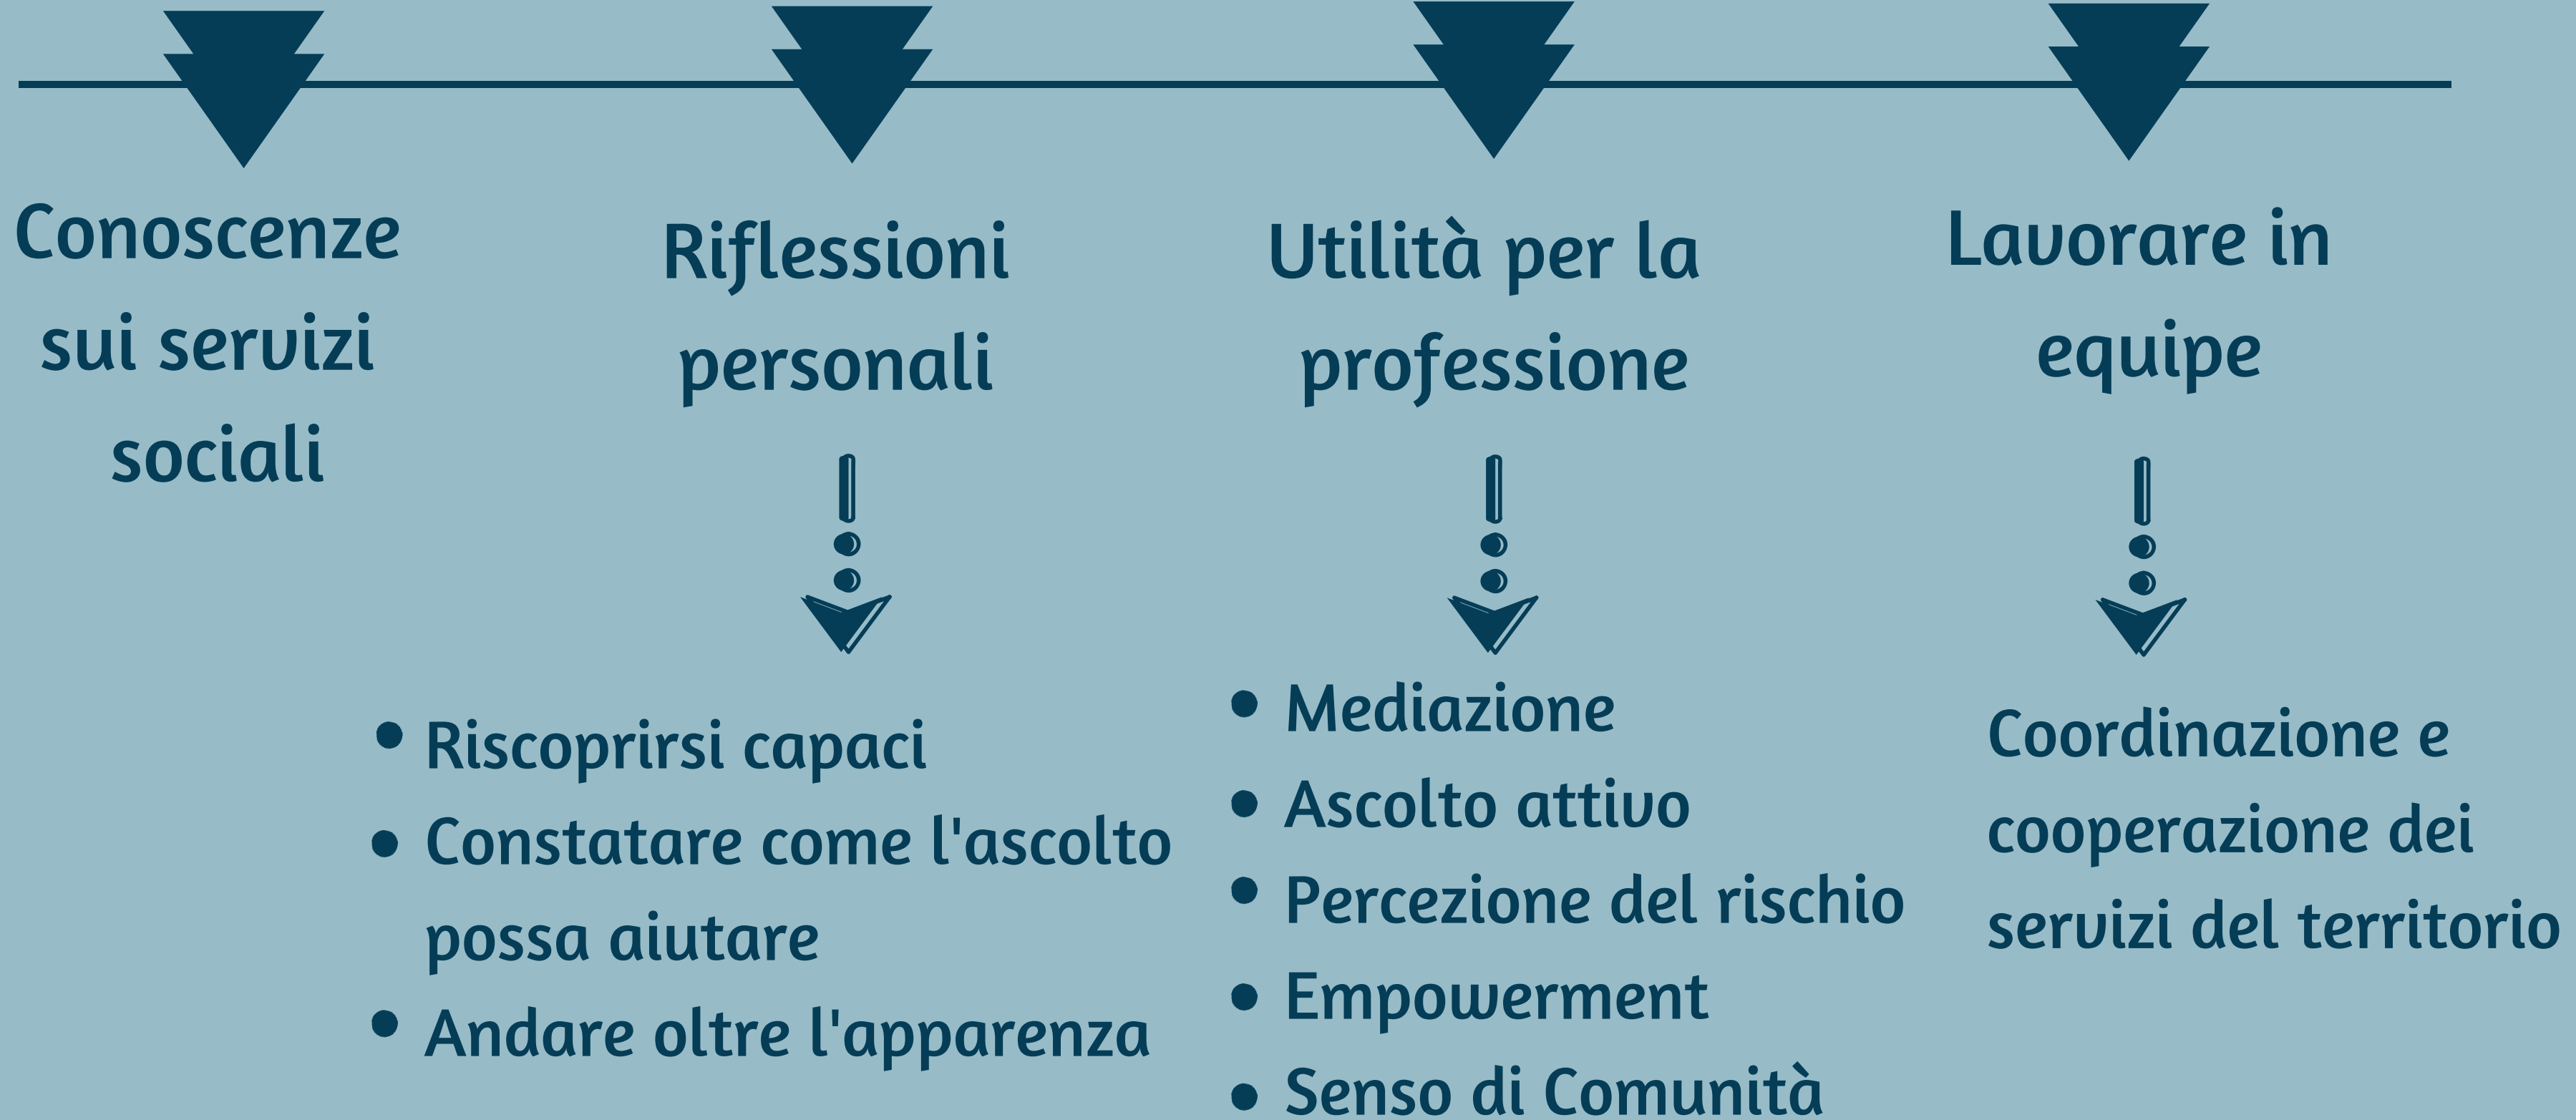 Conoscenze
sui servizi
sociali
Riflessioni
personali
Riscoprirsi capaci
Constatare come l'ascolto
possa aiutare
Andare oltre l'apparenza
Utilità per la
professione
Mediazione
Ascolto attivo
Percezione del rischio
Empowerment
Senso di Comunità
Lavorare in
equipe
Coordinazione e
cooperazione dei
servizi del territorio